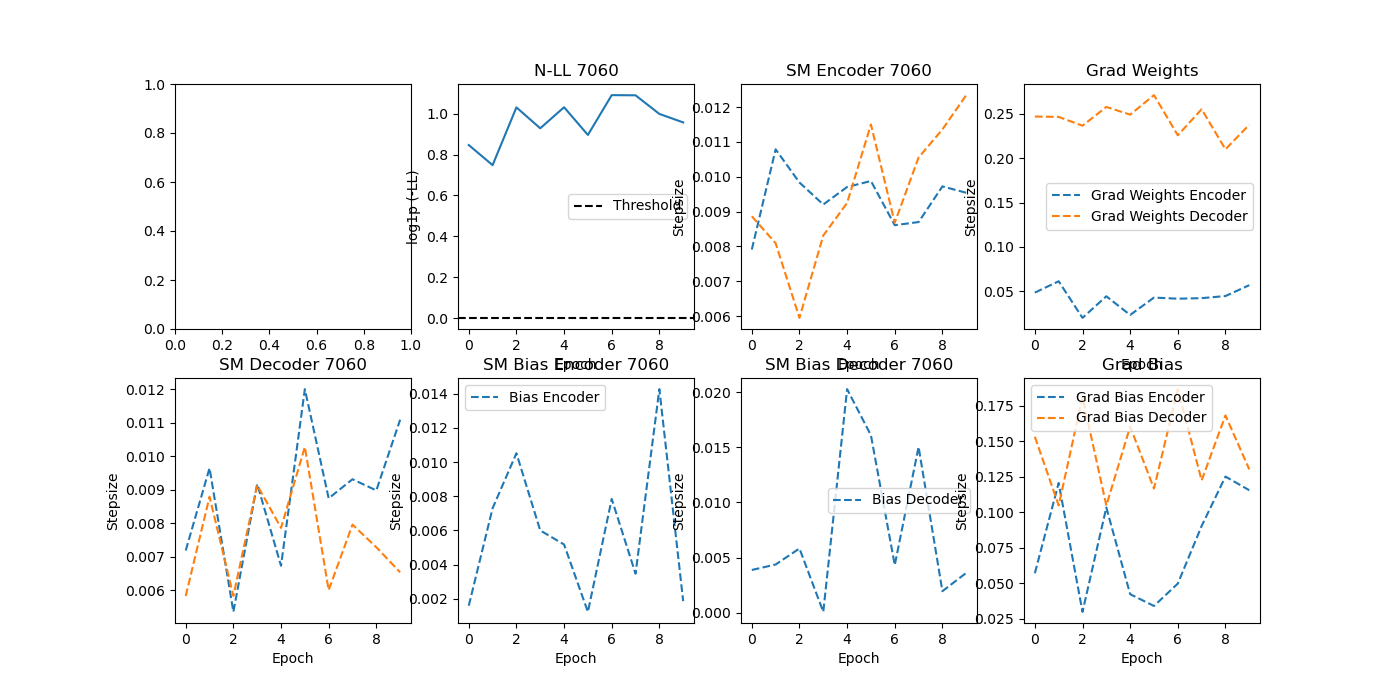 1.0
0.8
0.6
0.4
0.2
0.0
0.0 0.2 0.4 0.6 0.8 1.0
N-LL 7060
log1p (-LL)
1.0
0.8
0.6
0.4
0.2
0.0
Threshold
0 2 4 6 8
Epoch
SM Encoder 7060
Stepsize
0.012
0.011
0.010
0.009
0.008
0.007
0.006
0 2 4 6 8
Epoch
Grad Weights
Stepsize
0.25
0.20
0.15
0.10
0.05
Grad Weights Encoder
Grad Weights Decoder
0 2 4 6 8
Epoch
SM Decoder 7060
Stepsize
0.012
0.011
0.010
0.009
0.008
0.007
0.006
0 2 4 6 8
Epoch
SM Bias Encoder 7060
Stepsize
0.014
0.012
0.010
0.008
0.006
0.004
0.002
Bias Encoder
0 2 4 6 8
Epoch
SM Bias Decoder 7060
Stepsize
0.020
0.015
0.010
0.005
0.000
Bias Decoder
0 2 4 6 8
Epoch
Grad Bias
Stepsize
0.175
0.150
0.125
0.100
0.075
0.050
0.025
Grad Bias Encoder
Grad Bias Decoder
0 2 4 6 8
Epoch